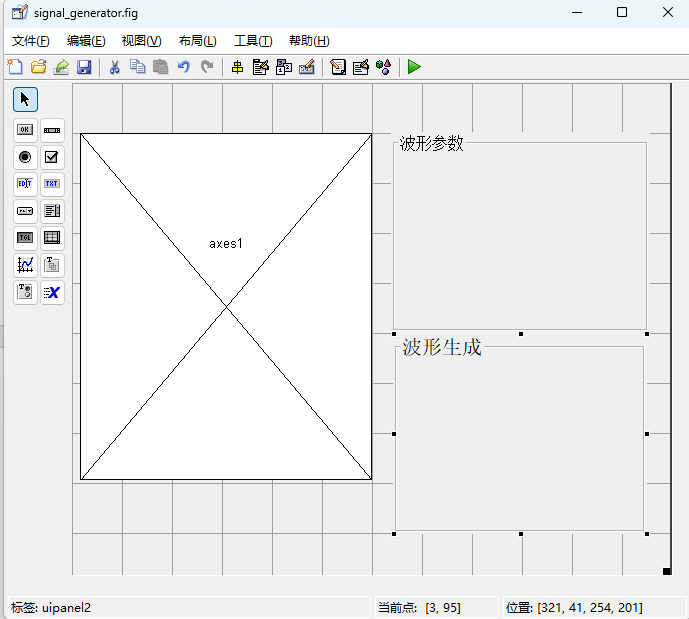 signal_generator.fig
文件(F) 编辑(E) 视图(V) 布局(L) 工具(T) 帮助(H)
OK
EDIT TXT
TGL
axes1
波形参数
波形生成
标签: uipanel2 当前点: [3, 95] 位置: [321, 41, 254, 201]